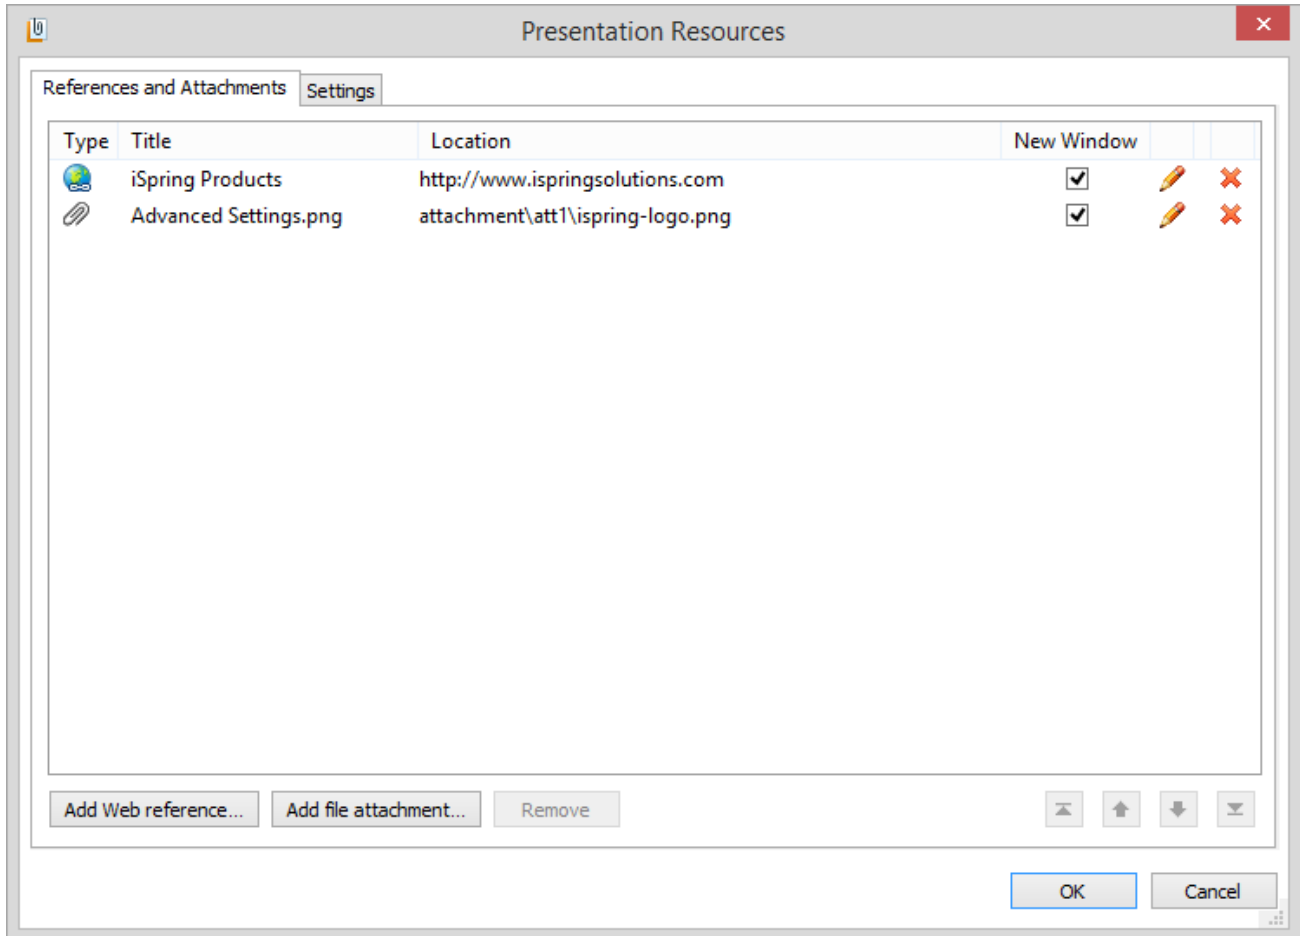 Presentation Resources
References and Attachments Settings
Type Title Location New Window
iSpring Products http://www.ispringsolutions.com
Advanced Settings.png attachment\att1\ispring-logo.png
Add Web reference... Add file attachment... Remove
OK Cancel